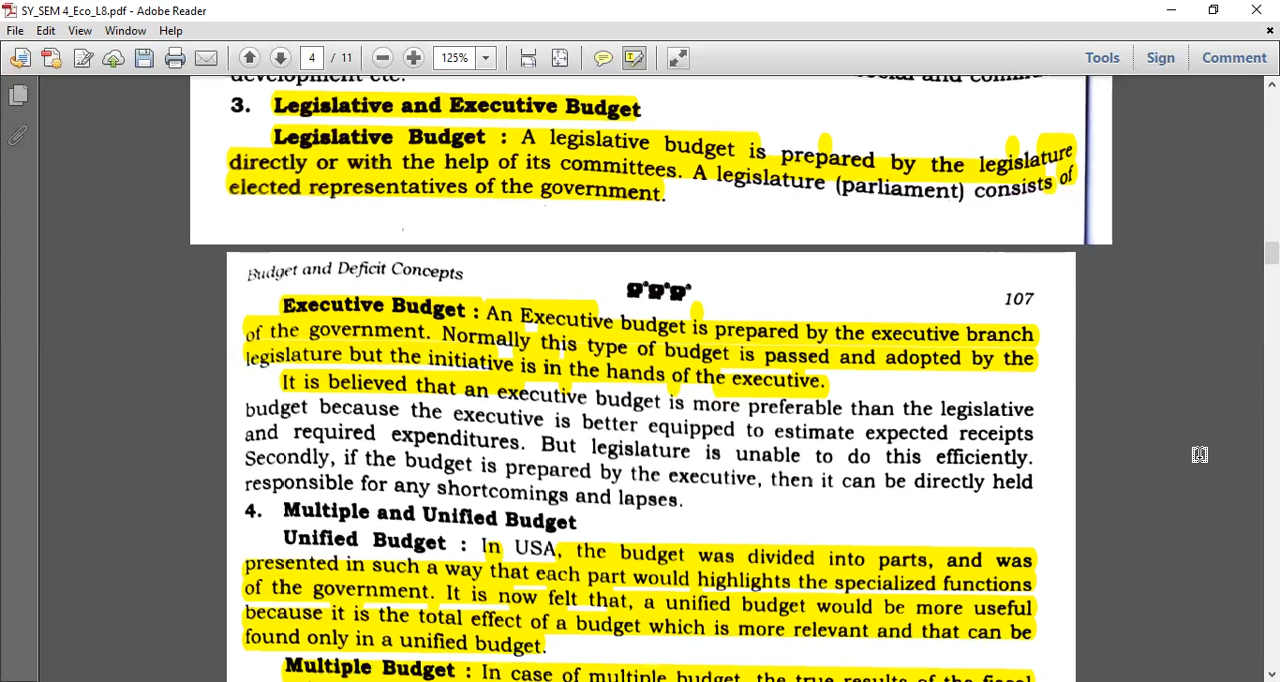 SY_SEM 4_Eco_L8.pdf - Adobe Reader
File Edit View Window Help
4 / 11 125% Tools Sign Comment
development etc.
3. Legislative and Executive Budget
Legislative Budget : A legislative budget is prepared by the legislature
directly or with the help of its committees. A legislature (parliament) consists of
elected representatives of the government.
Budget and Deficit Concepts
107
Executive Budget : An Executive budget is prepared by the executive branch
of the government. Normally this type of budget is passed and adopted by the
legislature but the initiative is in the hands of the executive.
It is believed that an executive budget is more preferable than the legislative
budget because the executive is better equipped to estimate expected receipts
and required expenditures. But legislature is unable to do this efficiently.
Secondly, if the budget is prepared by the executive, then it can be directly held
responsible for any shortcomings and lapses.
4. Multiple and Unified Budget
Unified Budget : In USA, the budget was divided into parts, and was
presented in such a way that each part would highlights the specialized functions
of the government. It is now felt that, a unified budget would be more useful
because it is the total effect of a budget which is more relevant and that can be
found only in a unified budget.
Multiple Budget : In case of multiple budget, the true results of the fiscal